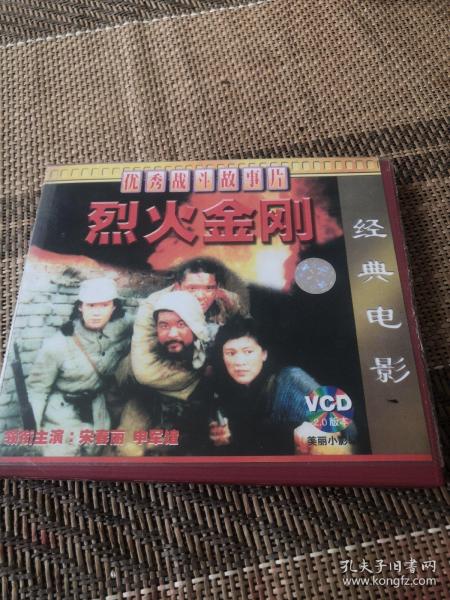 优秀战斗故事片
烈火金刚
经典电影
领衔主演：宋春丽 申军谊
VCD
2.0版本
美丽小影
孔夫子旧书网
www.kongfz.com